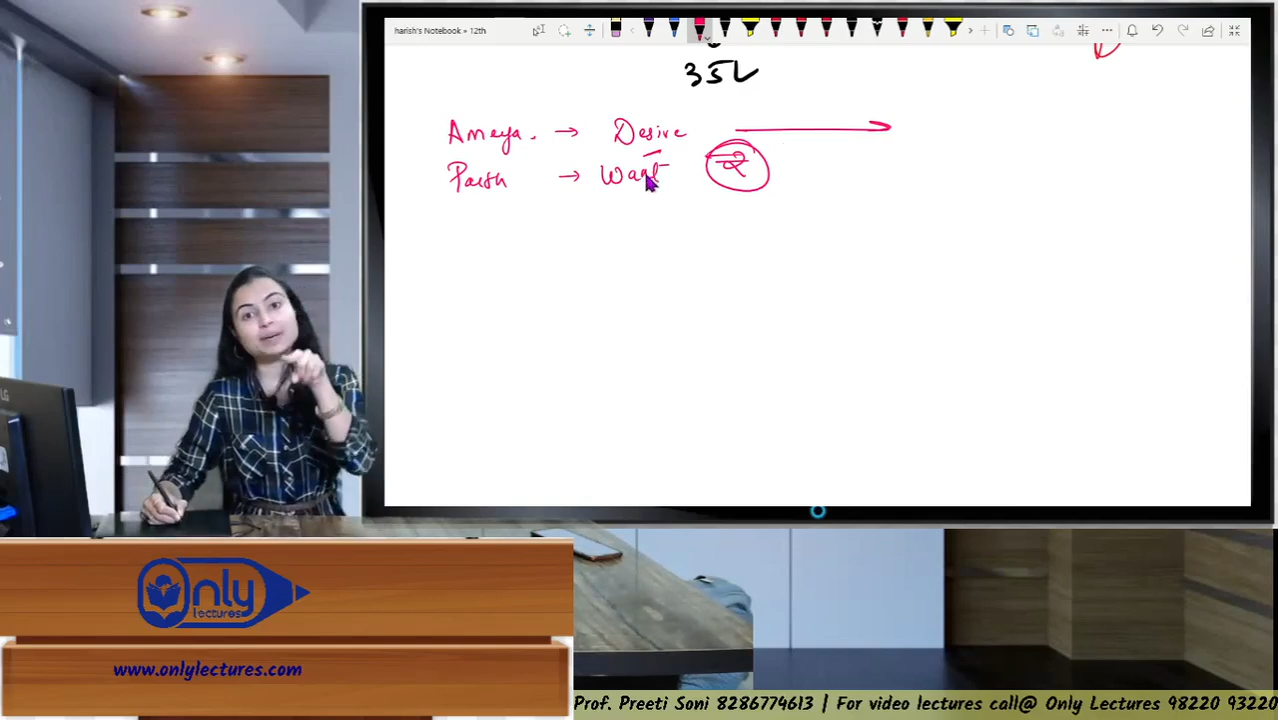 harish's Notebook » 12th
35L
Ameya. → Desire
Parth → Want
Only
lectures
www.onlylectures.com
LG
Prof. Preeti Soni 8286774613 | For video lectures call@ Only Lectures 98220 93220